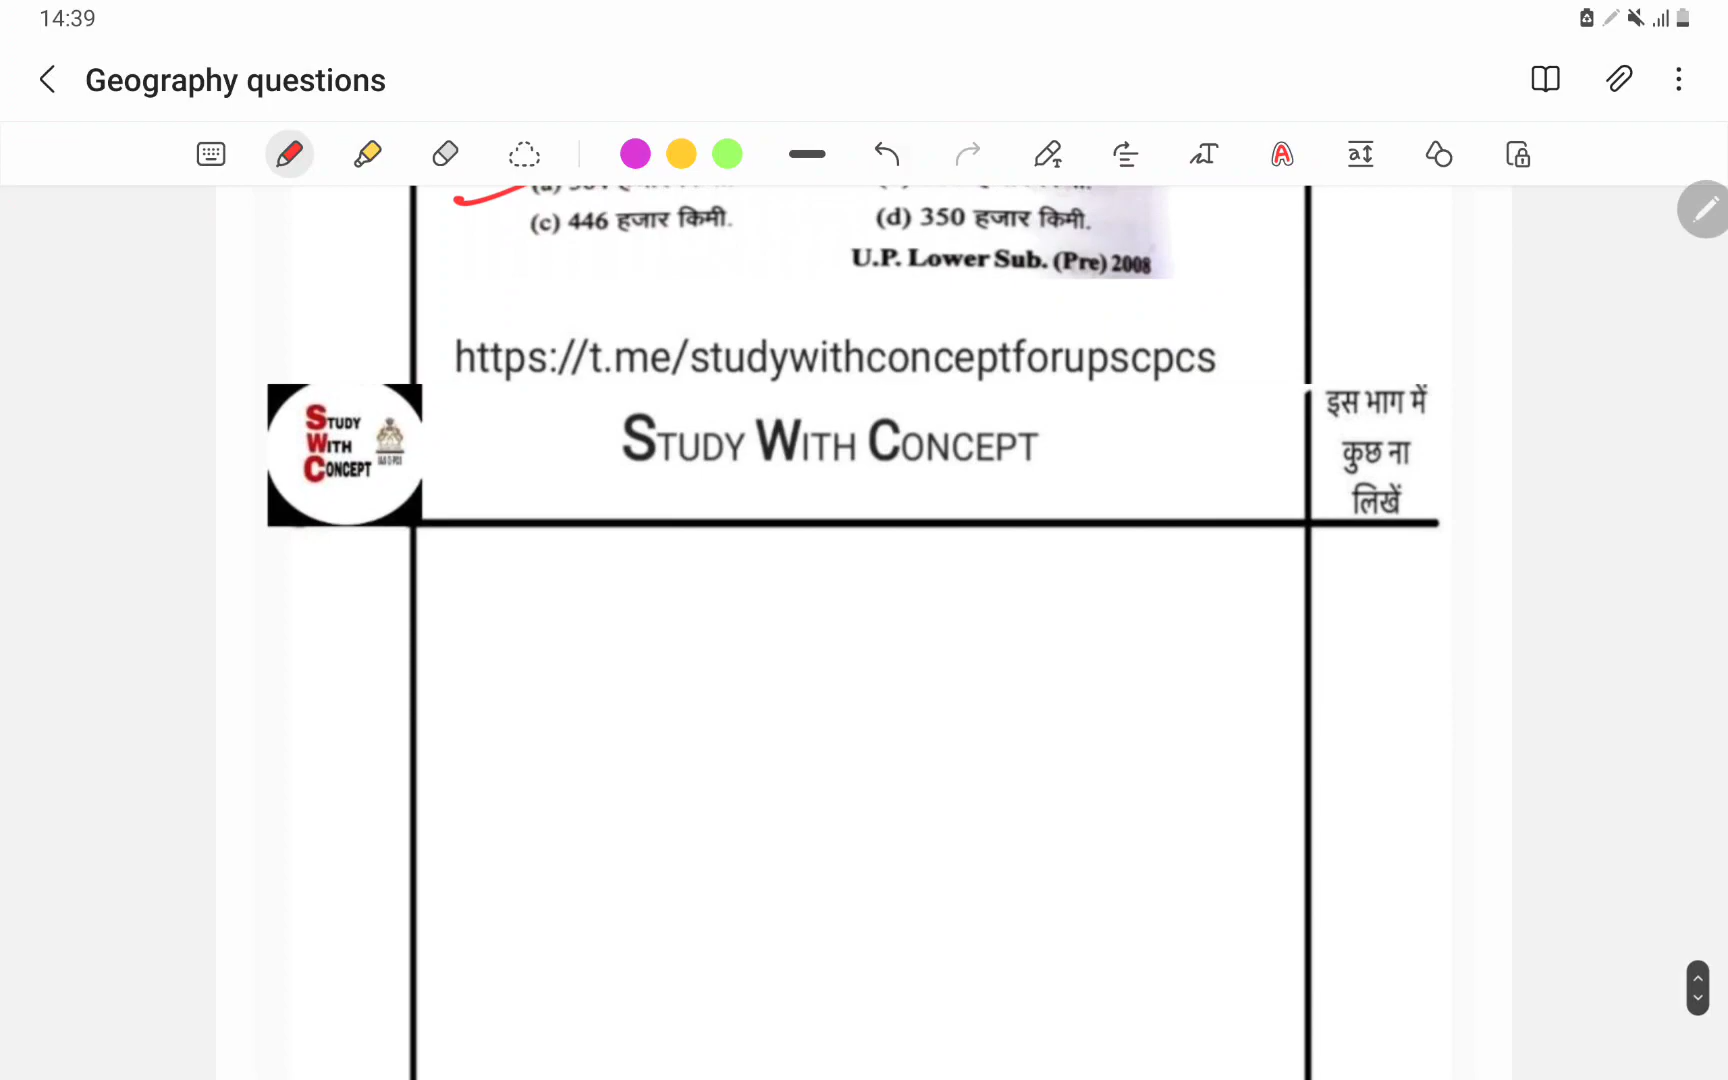 14:39
Geography questions
(c) 446 हजार किमी.
(d) 350 हजार किमी.
U.P. Lower Sub. (Pre) 2008
https://t.me/studywithconceptforupscpcs
STUDY
WITH
CONCEPT
STUDY WITH CONCEPT
इस भाग में
कुछ ना
लिखें